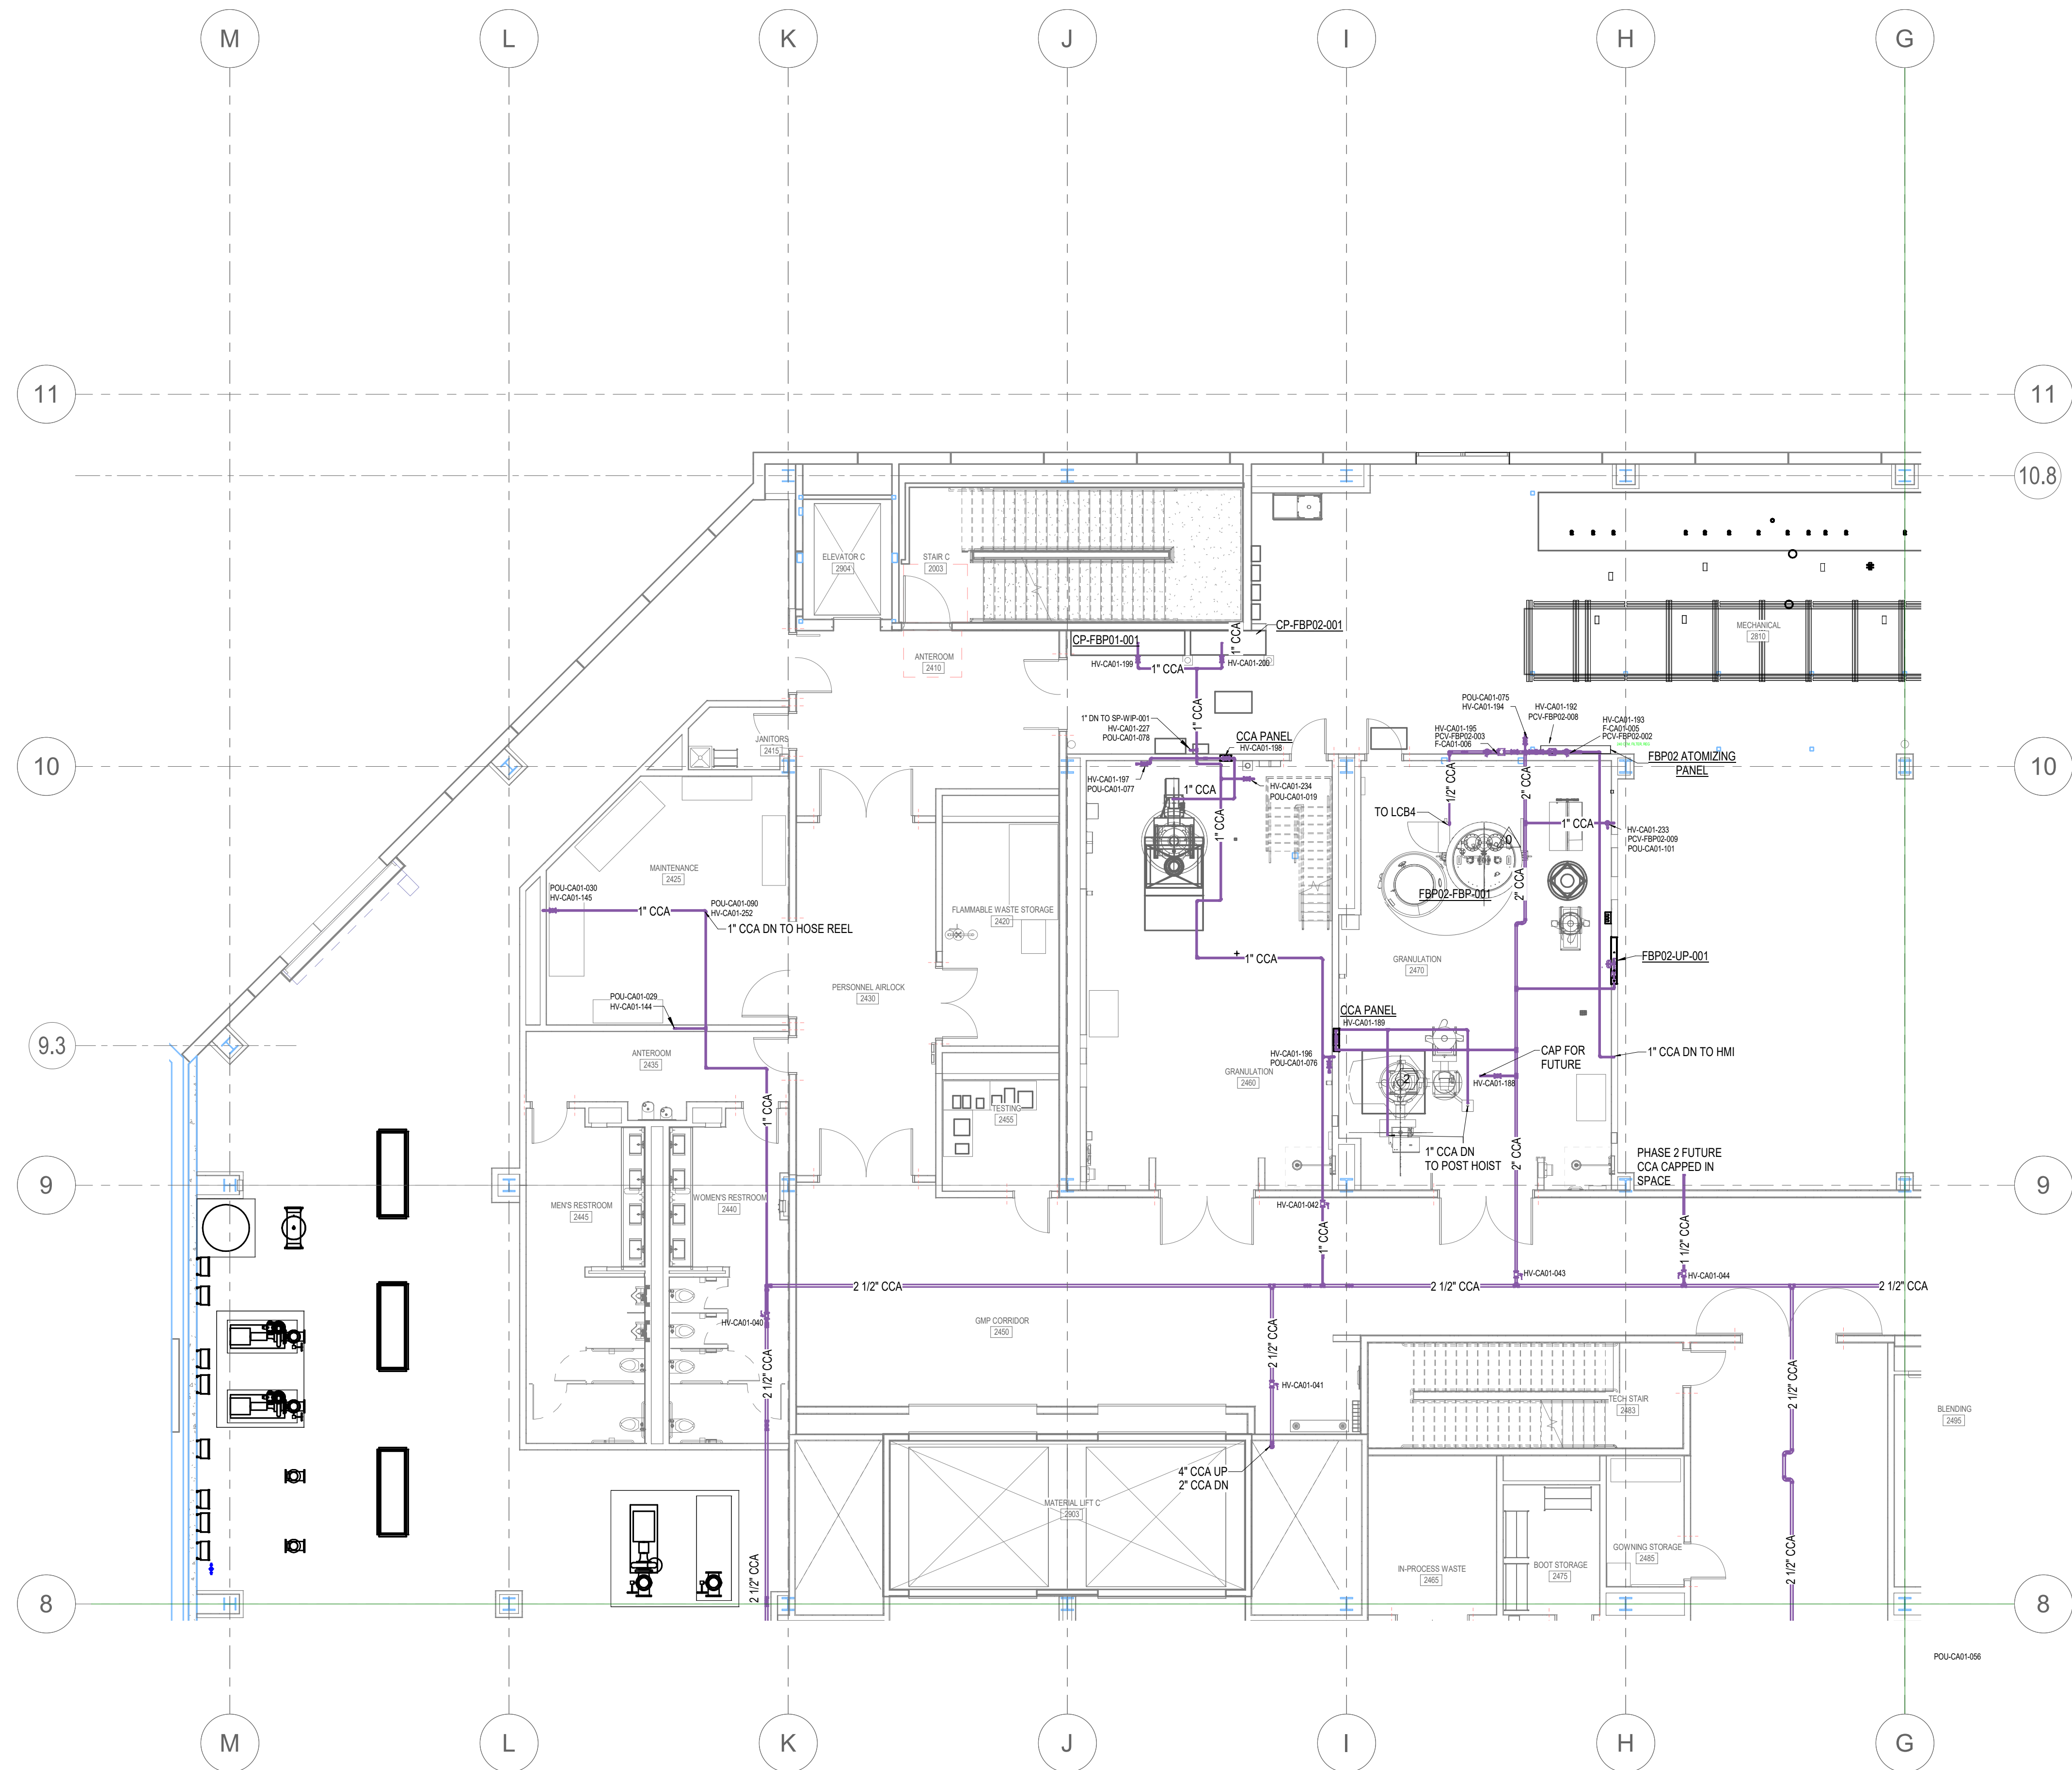 M
L
K
J
I
H
G
11
11
10.8
ELEVATOR C
2904
STAIR C
2003
MECHANICAL
2810
CP-FBP01-001
CP-FBP02-001
1" CCA
ANTEROOM
2410
HV-CA01-199
1" CCA
HV-CA01-200
POU-CA01-075
HV-CA01-194
HV-CA01-192
PCV-FBP02-008
1" DN TO SP-WIP-001
HV-CA01-227
POU-CA01-078
1" CCA
HV-CA01-195
PCV-FBP02-003
F-CA01-006
HV-CA01-193
F-CA01-005
PCV-FBP02-002
JANITORS
2415
CCA PANEL
HV-CA01-198
FBP02 ATOMIZING
PANEL
10
10
HV-CA01-197
POU-CA01-077
1" CCA
HV-CA01-234
POU-CA01-019
1/2" CCA
2" CCA
TO LCB4
1" CCA
1" CCA
HV-CA01-233
PCV-FBP02-009
POU-CA01-101
MAINTENANCE
2425
POU-CA01-030
HV-CA01-145
1" CCA
POU-CA01-090
HV-CA01-252
1" CCA DN TO HOSE REEL
FLAMMABLE WASTE STORAGE
2420
FBP02-FBP-001
2" CCA
1" CCA
GRANULATION
2470
FBP02-UP-001
PERSONNEL AIRLOCK
2430
POU-CA01-029
HV-CA01-144
CCA PANEL
HV-CA01-189
9.3
ANTEROOM
2435
HV-CA01-196
POU-CA01-076
GRANULATION
2460
CAP FOR
FUTURE
HV-CA01-188
1" CCA DN TO HMI
2
1" CCA
TESTING
2455
1" CCA DN
TO POST HOIST
2" CCA
PHASE 2 FUTURE
CCA CAPPED IN
SPACE
9
9
MEN'S RESTROOM
2445
WOMEN'S RESTROOM
2440
HV-CA01-042
1" CCA
1 1/2" CCA
HV-CA01-043
HV-CA01-044
2 1/2" CCA
2 1/2" CCA
2 1/2" CCA
HV-CA01-040
GMP CORRIDOR
2450
2 1/2" CCA
2 1/2" CCA
HV-CA01-041
2 1/2" CCA
TECH STAIR
2483
BLENDING
2495
4" CCA UP
2" CCA DN
MATERIAL LIFT C
2903
GOWNING STORAGE
2485
IN-PROCESS WASTE
2465
BOOT STORAGE
2475
2 1/2" CCA
2 1/2" CCA
8
8
POU-CA01-056
M
L
K
J
I
H
G